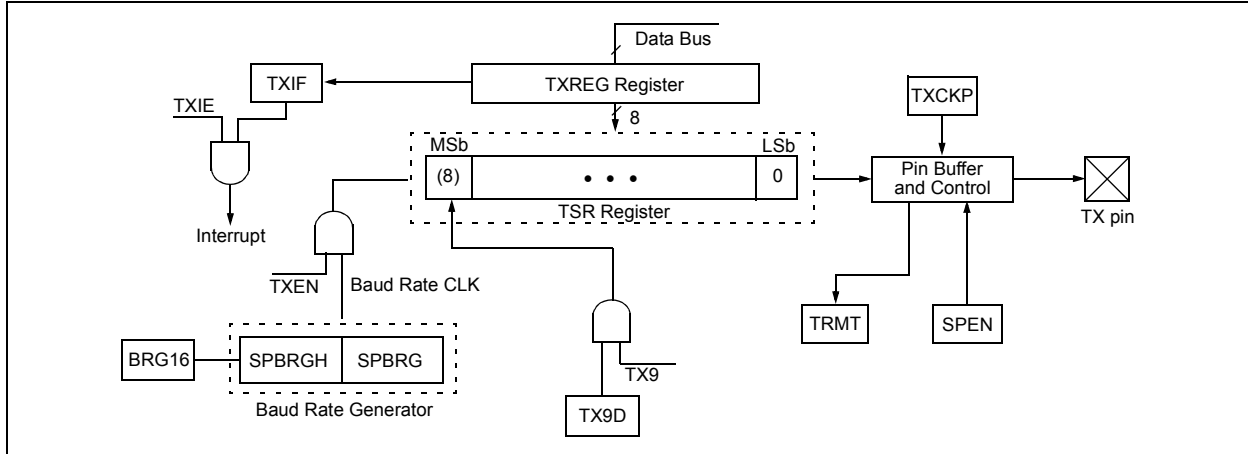 Data Bus
TXIF
TXREG Register
TXIE
8
TXCKP
MSb
LSb
(8)
• • •
0
Pin Buffer
and Control
TSR Register
TX pin
Interrupt
TXEN
Baud Rate CLK
TRMT
SPEN
BRG16
SPBRGH
SPBRG
TX9
Baud Rate Generator
TX9D